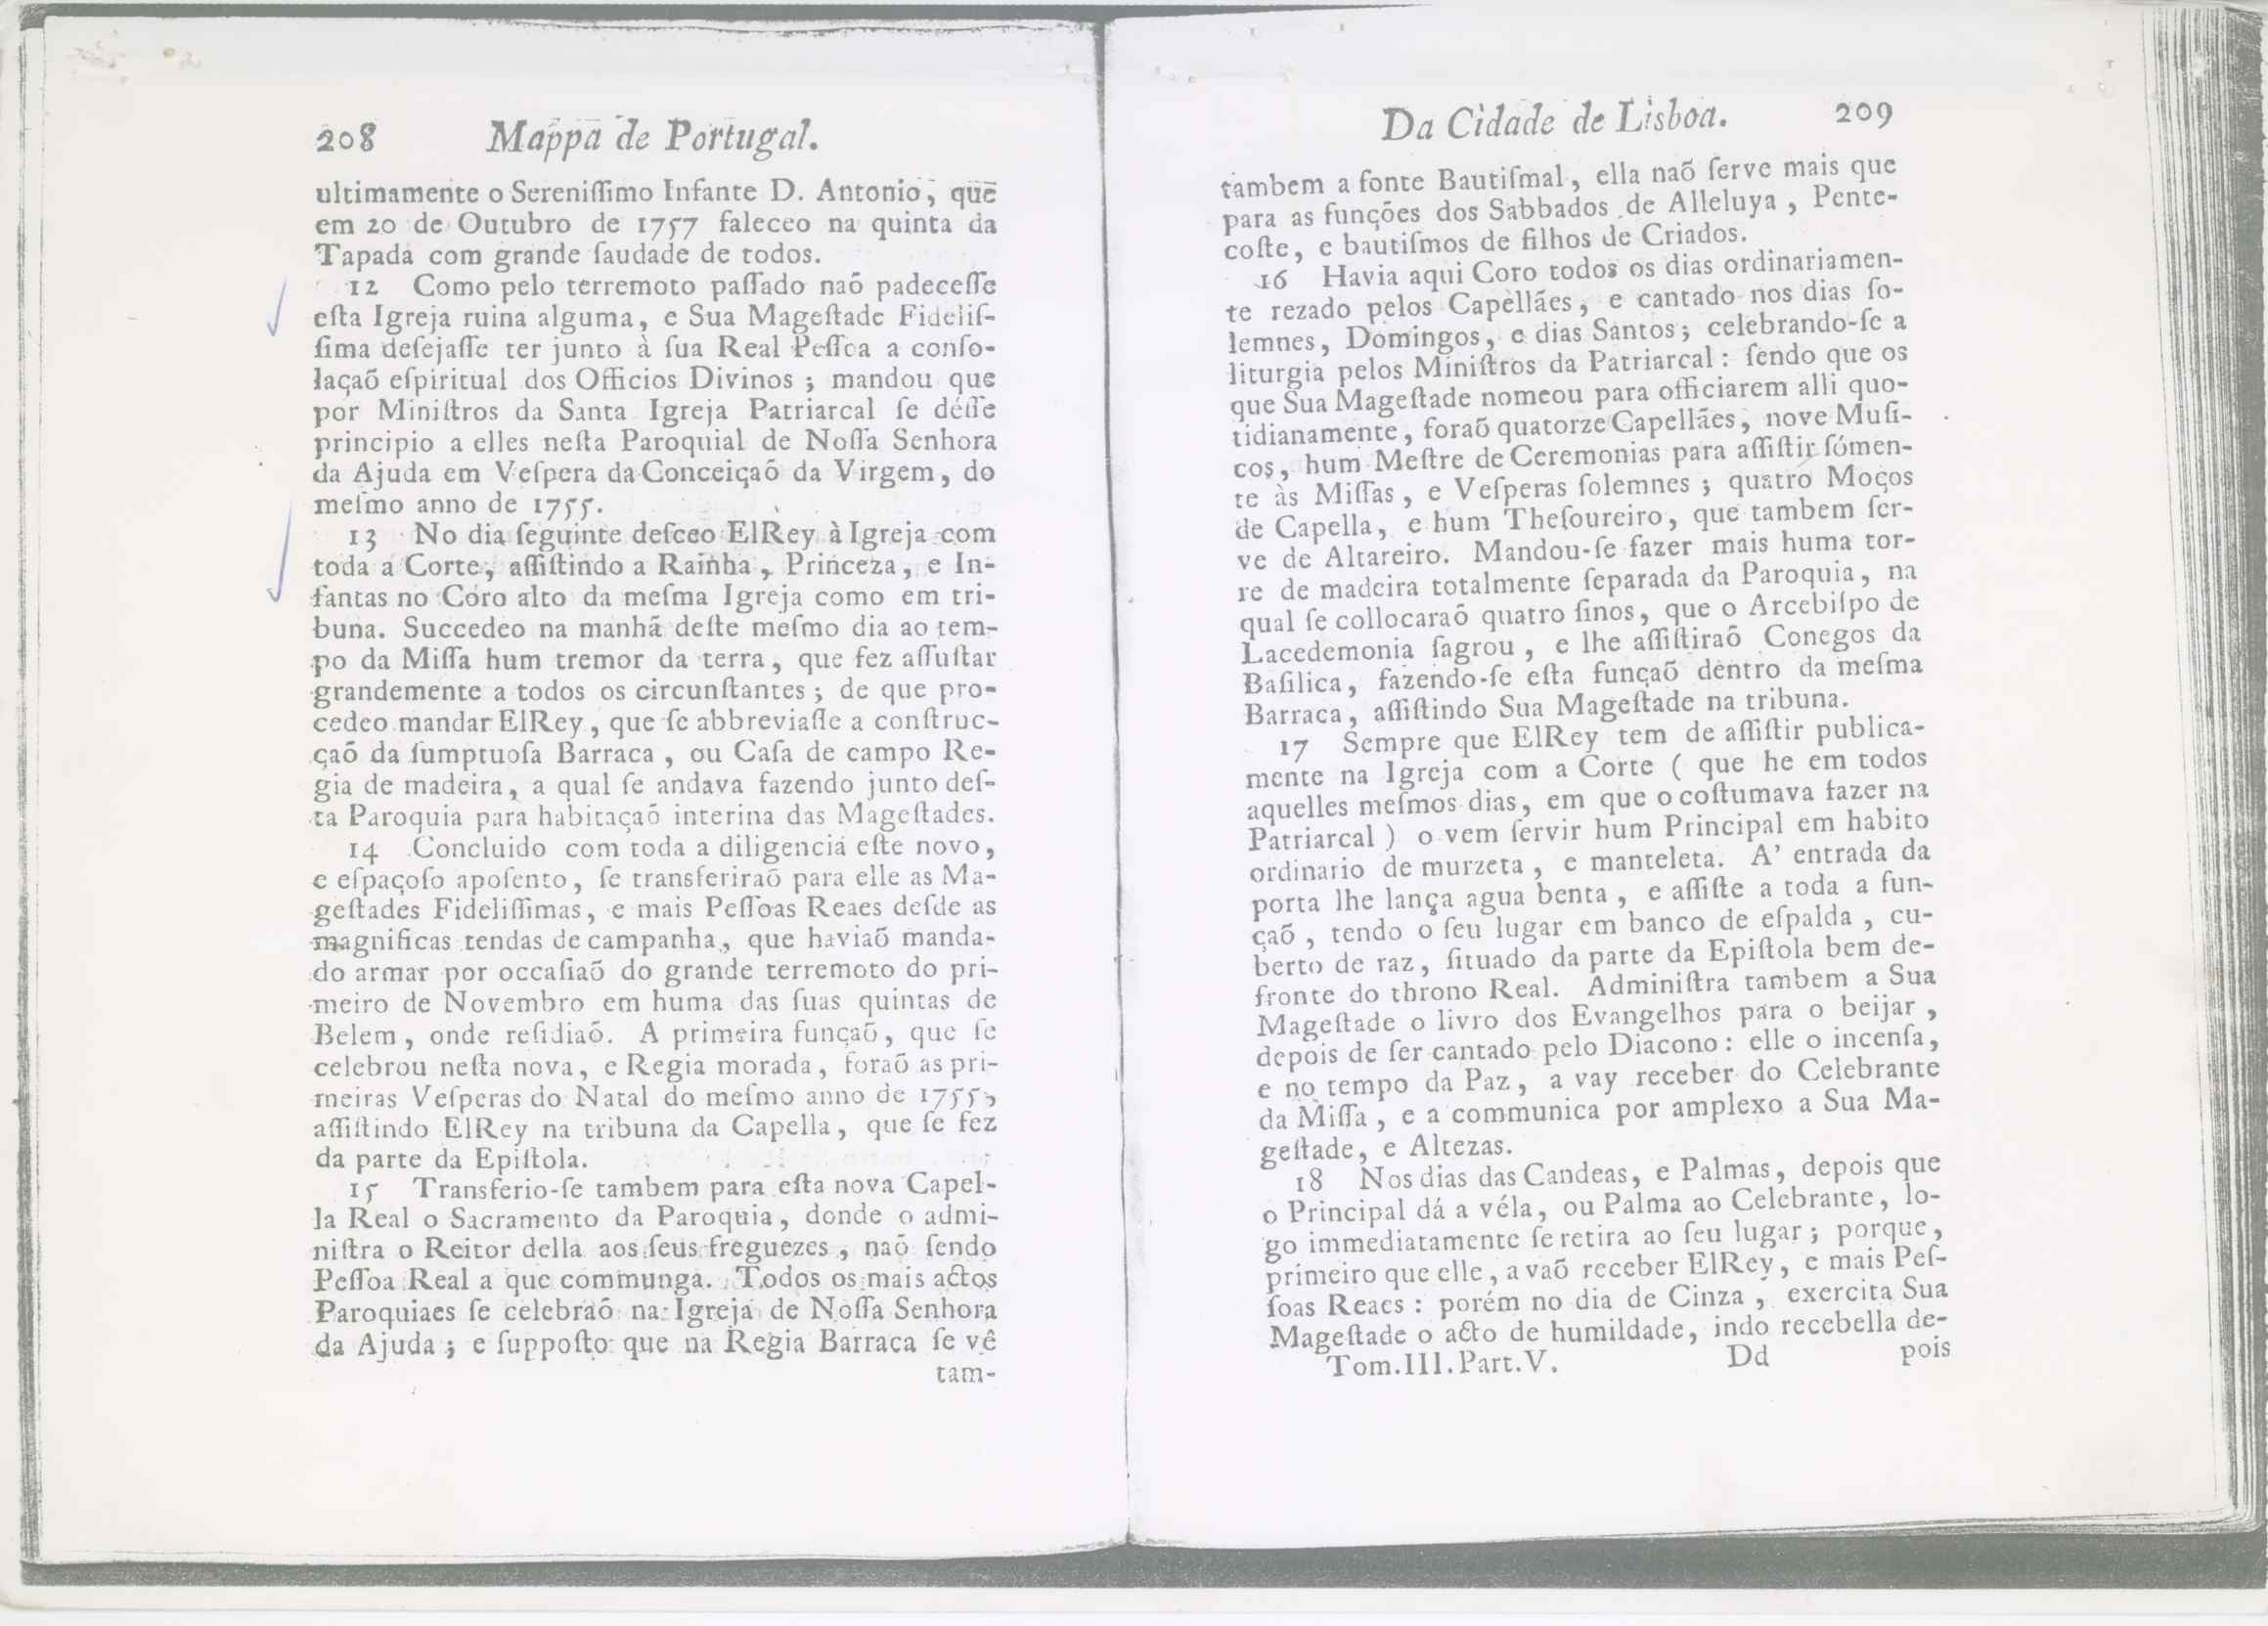 208 Mappa de Portugal.
ultimamente o Sereniſſimo Infante D. Antonio, que
em 20 de Outubro de 1757 faleceo na quinta da
Tapada com grande ſaudade de todos.
12 Como pelo terremoto paſſado naõ padeceſſe
eſta Igreja ruina alguma, e Sua Mageſtade Fideliſ-
ſima deſejaſſe ter junto à ſua Real Peſſoa a conſo-
laçaõ eſpiritual dos Officios Divinos ; mandou que
por Miniſtros da Santa Igreja Patriarcal ſe déſſe
principio a elles neſta Paroquial de Noſſa Senhora
da Ajuda em Veſpera da Conceiçaõ da Virgem, do
meſmo anno de 1755.
13 No dia ſeguinte deſceo ElRey à Igreja com
toda a Corte, aſſiſtindo a Rainha, Princeza, e In-
fantas no Coro alto da meſma Igreja como em tri-
buna. Succedeo na manhã deſte meſmo dia ao tem-
po da Miſſa hum tremor da terra, que fez aſſuſtar
grandemente a todos os circunſtantes ; de que pro-
cedeo mandar ElRey, que ſe abbreviaſſe a conſtruc-
çaõ da ſumptuoſa Barraca, ou Caſa de campo Re-
gia de madeira, a qual ſe andava fazendo junto deſ-
ta Paroquia para habitaçaõ interina das Mageſtades.
14 Concluido com toda a diligencia eſte novo,
e eſpaçoſo apoſento, ſe transferiraõ para elle as Ma-
geſtades Fideliſſimas, e mais Peſſoas Reaes deſde as
magnificas tendas de campanha, que haviaõ manda-
do armar por occaſiaõ do grande terremoto do pri-
meiro de Novembro em huma das ſuas quintas de
Belem, onde reſidiaõ. A primeira funçaõ, que ſe
celebrou neſta nova, e Regia morada, foraõ as pri-
meiras Veſperas do Natal do meſmo anno de 1755,
aſſiſtindo ElRey na tribuna da Capella, que ſe fez
da parte da Epiſtola.
15 Transferio-ſe tambem para eſta nova Capel-
la Real o Sacramento da Paroquia, donde o admi-
niſtra o Reitor della aos ſeus freguezes, naõ ſendo
Peſſoa Real a que communga. Todos os mais actos
Paroquiaes ſe celebraõ na Igreja de Noſſa Senhora
da Ajuda ; e ſuppoſto que na Regia Barraca ſe vê
tam-
Da Cidade de Lisboa. 209
tambem a fonte Bautiſmal, ella naõ ſerve mais que
para as funções dos Sabbados de Alleluya, Pente-
coſte, e bautiſmos de filhos de Criados.
16 Havia aqui Coro todos os dias ordinariamen-
te rezado pelos Capellães, e cantado nos dias ſo-
lemnes, Domingos, e dias Santos ; celebrando-ſe a
liturgia pelos Miniſtros da Patriarcal : ſendo que os
que Sua Mageſtade nomeou para officiarem alli quo-
tidianamente, foraõ quatorze Capellães, nove Muſi-
cos, hum Meſtre de Ceremonias para aſſiſtir ſómen-
te às Miſſas, e Veſperas ſolemnes ; quatro Moços
de Capella, e hum Theſoureiro, que tambem ſer-
ve de Altareiro. Mandou-ſe fazer mais huma tor-
re de madeira totalmente ſeparada da Paroquia, na
qual ſe collocaraõ quatro ſinos, que o Arcebiſpo de
Lacedemonia ſagrou, e lhe aſſiſtiraõ Conegos da
Baſilica, fazendo-ſe eſta funçaõ dentro da meſma
Barraca, aſſiſtindo Sua Mageſtade na tribuna.
17 Sempre que ElRey tem de aſſiſtir publica-
mente na Igreja com a Corte ( que he em todos
aquelles meſmos dias, em que o coſtumava fazer na
Patriarcal ) o vem ſervir hum Principal em habito
ordinario de murzeta, e manteleta. A' entrada da
porta lhe lança agua benta, e aſſiſte a toda a fun-
çaõ, tendo o ſeu lugar em banco de eſpalda, cu-
berto de raz, ſituado da parte da Epiſtola bem de-
fronte do throno Real. Adminiſtra tambem a Sua
Mageſtade o livro dos Evangelhos para o beijar,
depois de ſer cantado pelo Diacono : elle o incenſa,
e no tempo da Paz, a vay receber do Celebrante
da Miſſa, e a communica por amplexo a Sua Ma-
geſtade, e Altezas.
18 Nos dias das Candeas, e Palmas, depois que
o Principal dá a véla, ou Palma ao Celebrante, lo-
go immediatamente ſe retira ao ſeu lugar ; porque,
primeiro que elle, a vaõ receber ElRey, e mais Peſ-
ſoas Reaes : porém no dia de Cinza, exercita Sua
Mageſtade o acto de humildade, indo recebella de-
Tom.III.Part.V. Dd pois